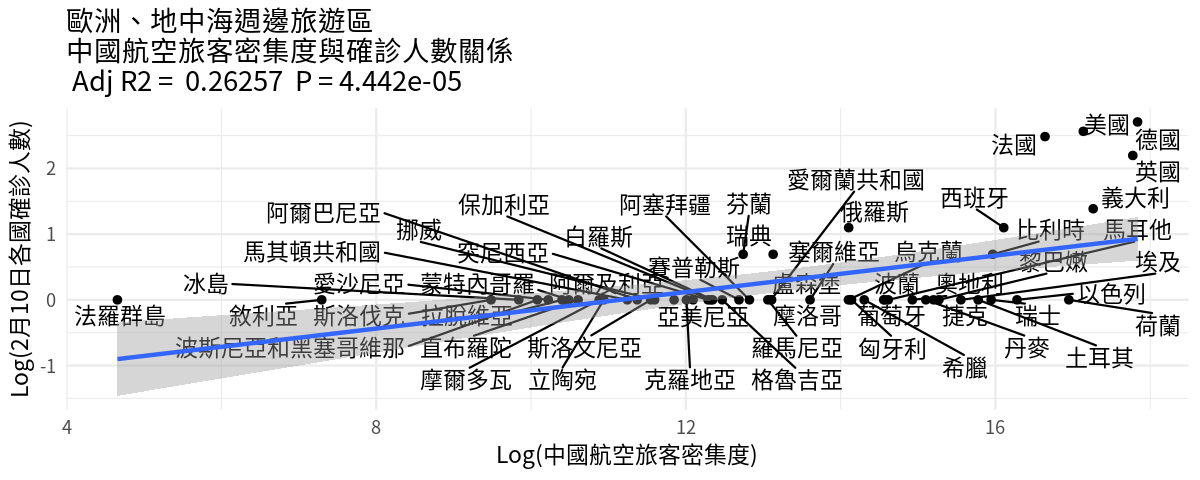 歐洲、地中海週邊旅遊區
中國航空旅客密集度與確診人數關係
Adj R2 = 0.26257 P = 4.442e-05
Log(2月10日各國確診人數)
2
1
0
-1
美國
法國
德國
英國
愛爾蘭共和國
西班牙
義大利
保加利亞
阿塞拜疆
芬蘭
俄羅斯
阿爾巴尼亞
挪威
白羅斯
瑞典
比利時
馬耳他
馬其頓共和國
突尼西亞
賽普勒斯
塞爾維亞
烏克蘭
黎巴嫩
埃及
冰島
愛沙尼亞
蒙特內哥羅
阿爾及利亞
盧森堡
波蘭
奧地利
以色列
法羅群島
敘利亞
斯洛伐克
拉脫維亞
亞美尼亞
摩洛哥
葡萄牙
捷克
瑞士
荷蘭
波斯尼亞和黑塞哥維那
直布羅陀
斯洛文尼亞
羅馬尼亞
匈牙利
丹麥
土耳其
摩爾多瓦
立陶宛
克羅地亞
格魯吉亞
希臘
4
8
12
16
Log(中國航空旅客密集度)